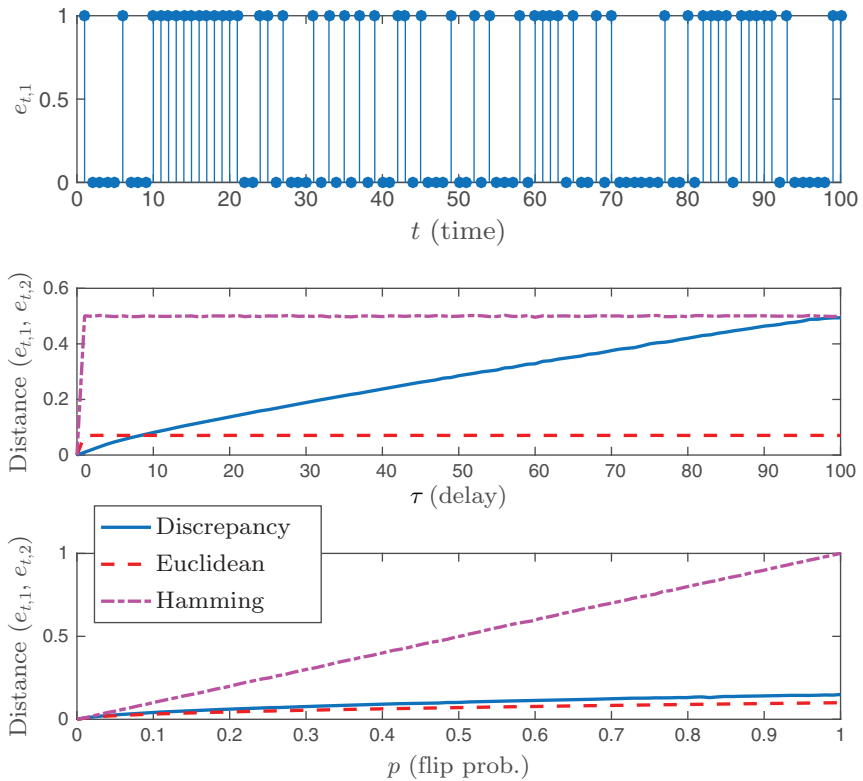 1
0.5
0
e_{t,1}
0 10 20 30 40 50 60 70 80 90 100
t (time)
0.6
0.4
0.2
0
Distance (e_{t,1}, e_{t,2})
0 10 20 30 40 50 60 70 80 90 100
τ (delay)
Discrepancy
Euclidean
Hamming
1
0.5
0
Distance (e_{t,1}, e_{t,2})
0 0.1 0.2 0.3 0.4 0.5 0.6 0.7 0.8 0.9 1
p (flip prob.)